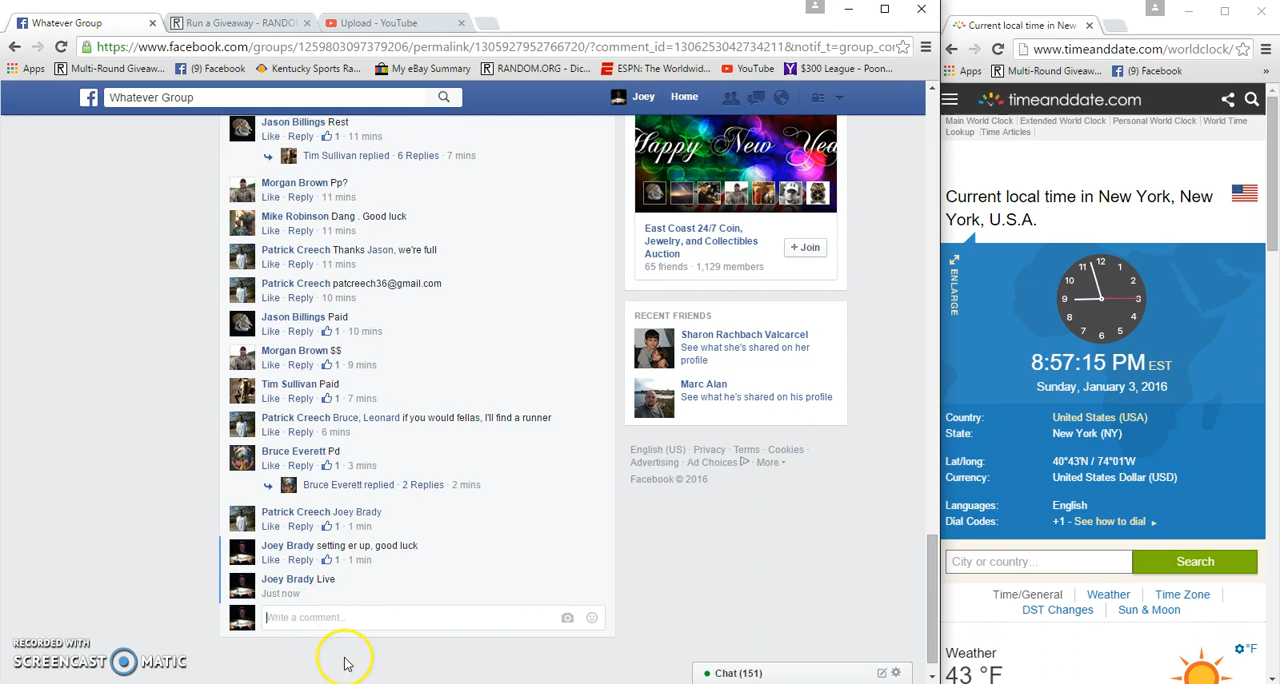 Whatever Group
Run a Giveaway - RANDO
Upload - YouTube
https://www.facebook.com/groups/1259803097379206/permalink/1305927952766720/?comment_id=1306253042734211&notif_t=group_co
Apps
Multi-Round Giveaw...
(9) Facebook
Kentucky Sports Ra...
My eBay Summary
RANDOM.ORG - Dic...
ESPN: The Worldwid...
YouTube
$300 League - Poon...
Whatever Group
Joey
Home
Jason Billings Rest
Like · Reply · 1 · 11 mins
Tim Sullivan replied · 6 Replies · 7 mins
Morgan Brown Pp?
Like · Reply · 11 mins
Mike Robinson Dang . Good luck
Like · Reply · 11 mins
Patrick Creech Thanks Jason, we're full
Like · Reply · 11 mins
Patrick Creech patcreech36@gmail.com
Like · Reply · 10 mins
Jason Billings Paid
Like · Reply · 1 · 10 mins
Morgan Brown $$
Like · Reply · 1 · 9 mins
Tim Sullivan Paid
Like · Reply · 1 · 7 mins
Patrick Creech Bruce, Leonard if you would fellas, I'll find a runner
Like · Reply · 6 mins
Bruce Everett Pd
Like · Reply · 1 · 3 mins
Bruce Everett replied · 2 Replies · 2 mins
Patrick Creech Joey Brady
Like · Reply · 1 · 1 min
Joey Brady setting er up, good luck
Like · Reply · 1 · 1 min
Joey Brady Live
Just now
Write a comment...
RECORDED WITH
SCREENCAST MATIC
Happy New Yea
East Coast 24/7 Coin,
Jewelry, and Collectibles
Auction
65 friends · 1,129 members
+ Join
RECENT FRIENDS
Sharon Rachbach Valcarcel
See what she's shared on her
profile
Marc Alan
See what he's shared on his profile
English (US) · Privacy · Terms · Cookies ·
Advertising · Ad Choices · More
Facebook © 2016
Chat (151)
Current local time in New
www.timeanddate.com/worldclock/
Apps
Multi-Round Giveaw...
(9) Facebook
»
timeanddate.com
Main World Clock Extended World Clock Personal World Clock World Time
Lookup Time Articles
Current local time in New York, New
York, U.S.A.
ENLARGE
12
1
2
3
4
5
6
7
8
9
10
11
8:57:15 PM EST
Sunday, January 3, 2016
Country: United States (USA)
State: New York (NY)
Lat/long: 40°43'N / 74°01'W
Currency: United States Dollar (USD)
Languages: English
Dial Codes: +1 - See how to dial
City or country...
Search
Time/General Weather Time Zone
DST Changes Sun & Moon
Weather
°F
43 °F